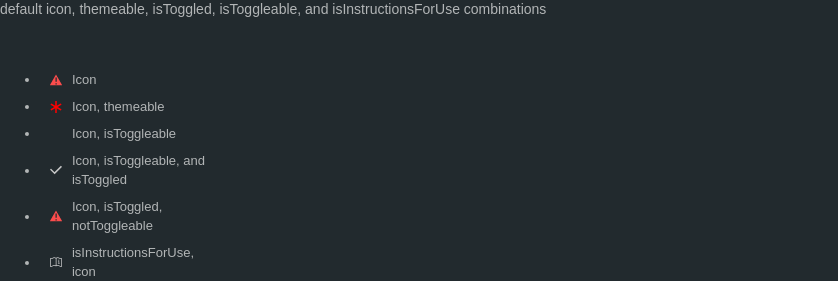 default icon, themeable, isToggled, isToggleable, and isInstructionsForUse combinations
Icon
Icon, themeable
Icon, isToggleable
Icon, isToggleable, and
isToggled
Icon, isToggled,
notToggleable
isInstructionsForUse,
icon